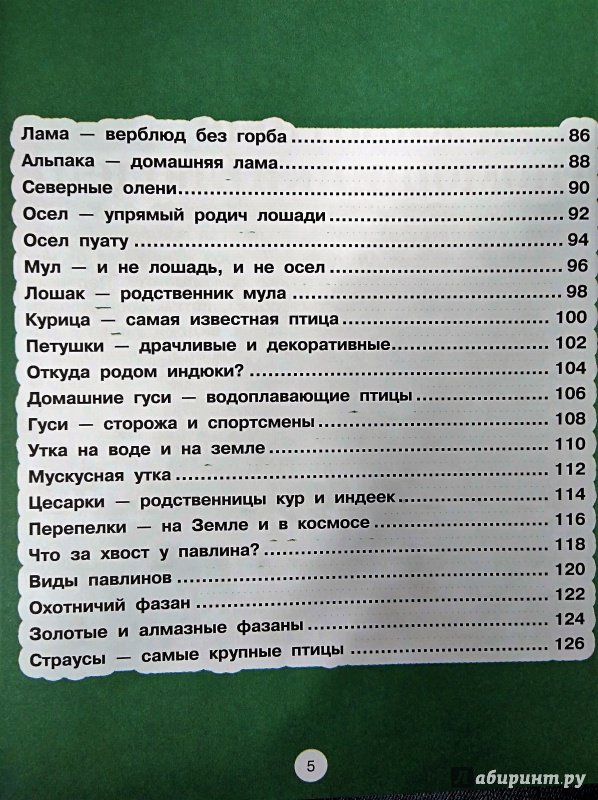 Лама — верблюд без горба ........ 86
Альпака — домашняя лама ........ 88
Северные олени ........ 90
Осел — упрямый родич лошади ........ 92
Осел пуату ........ 94
Мул — и не лошадь, и не осел ........ 96
Лошак — родственник мула ........ 98
Курица — самая известная птица ........ 100
Петушки — драчливые и декоративные ........ 102
Откуда родом индюки? ........ 104
Домашние гуси — водоплавающие птицы ........ 106
Гуси — сторожа и спортсмены ........ 108
Утка на воде и на земле ........ 110
Мускусная утка ........ 112
Цесарки — родственницы кур и индеек ........ 114
Перепелки — на Земле и в космосе ........ 116
Что за хвост у павлина? ........ 118
Виды павлинов ........ 120
Охотничий фазан ........ 122
Золотые и алмазные фазаны ........ 124
Страусы — самые крупные птицы ........ 126
5
Лабиринт.ру